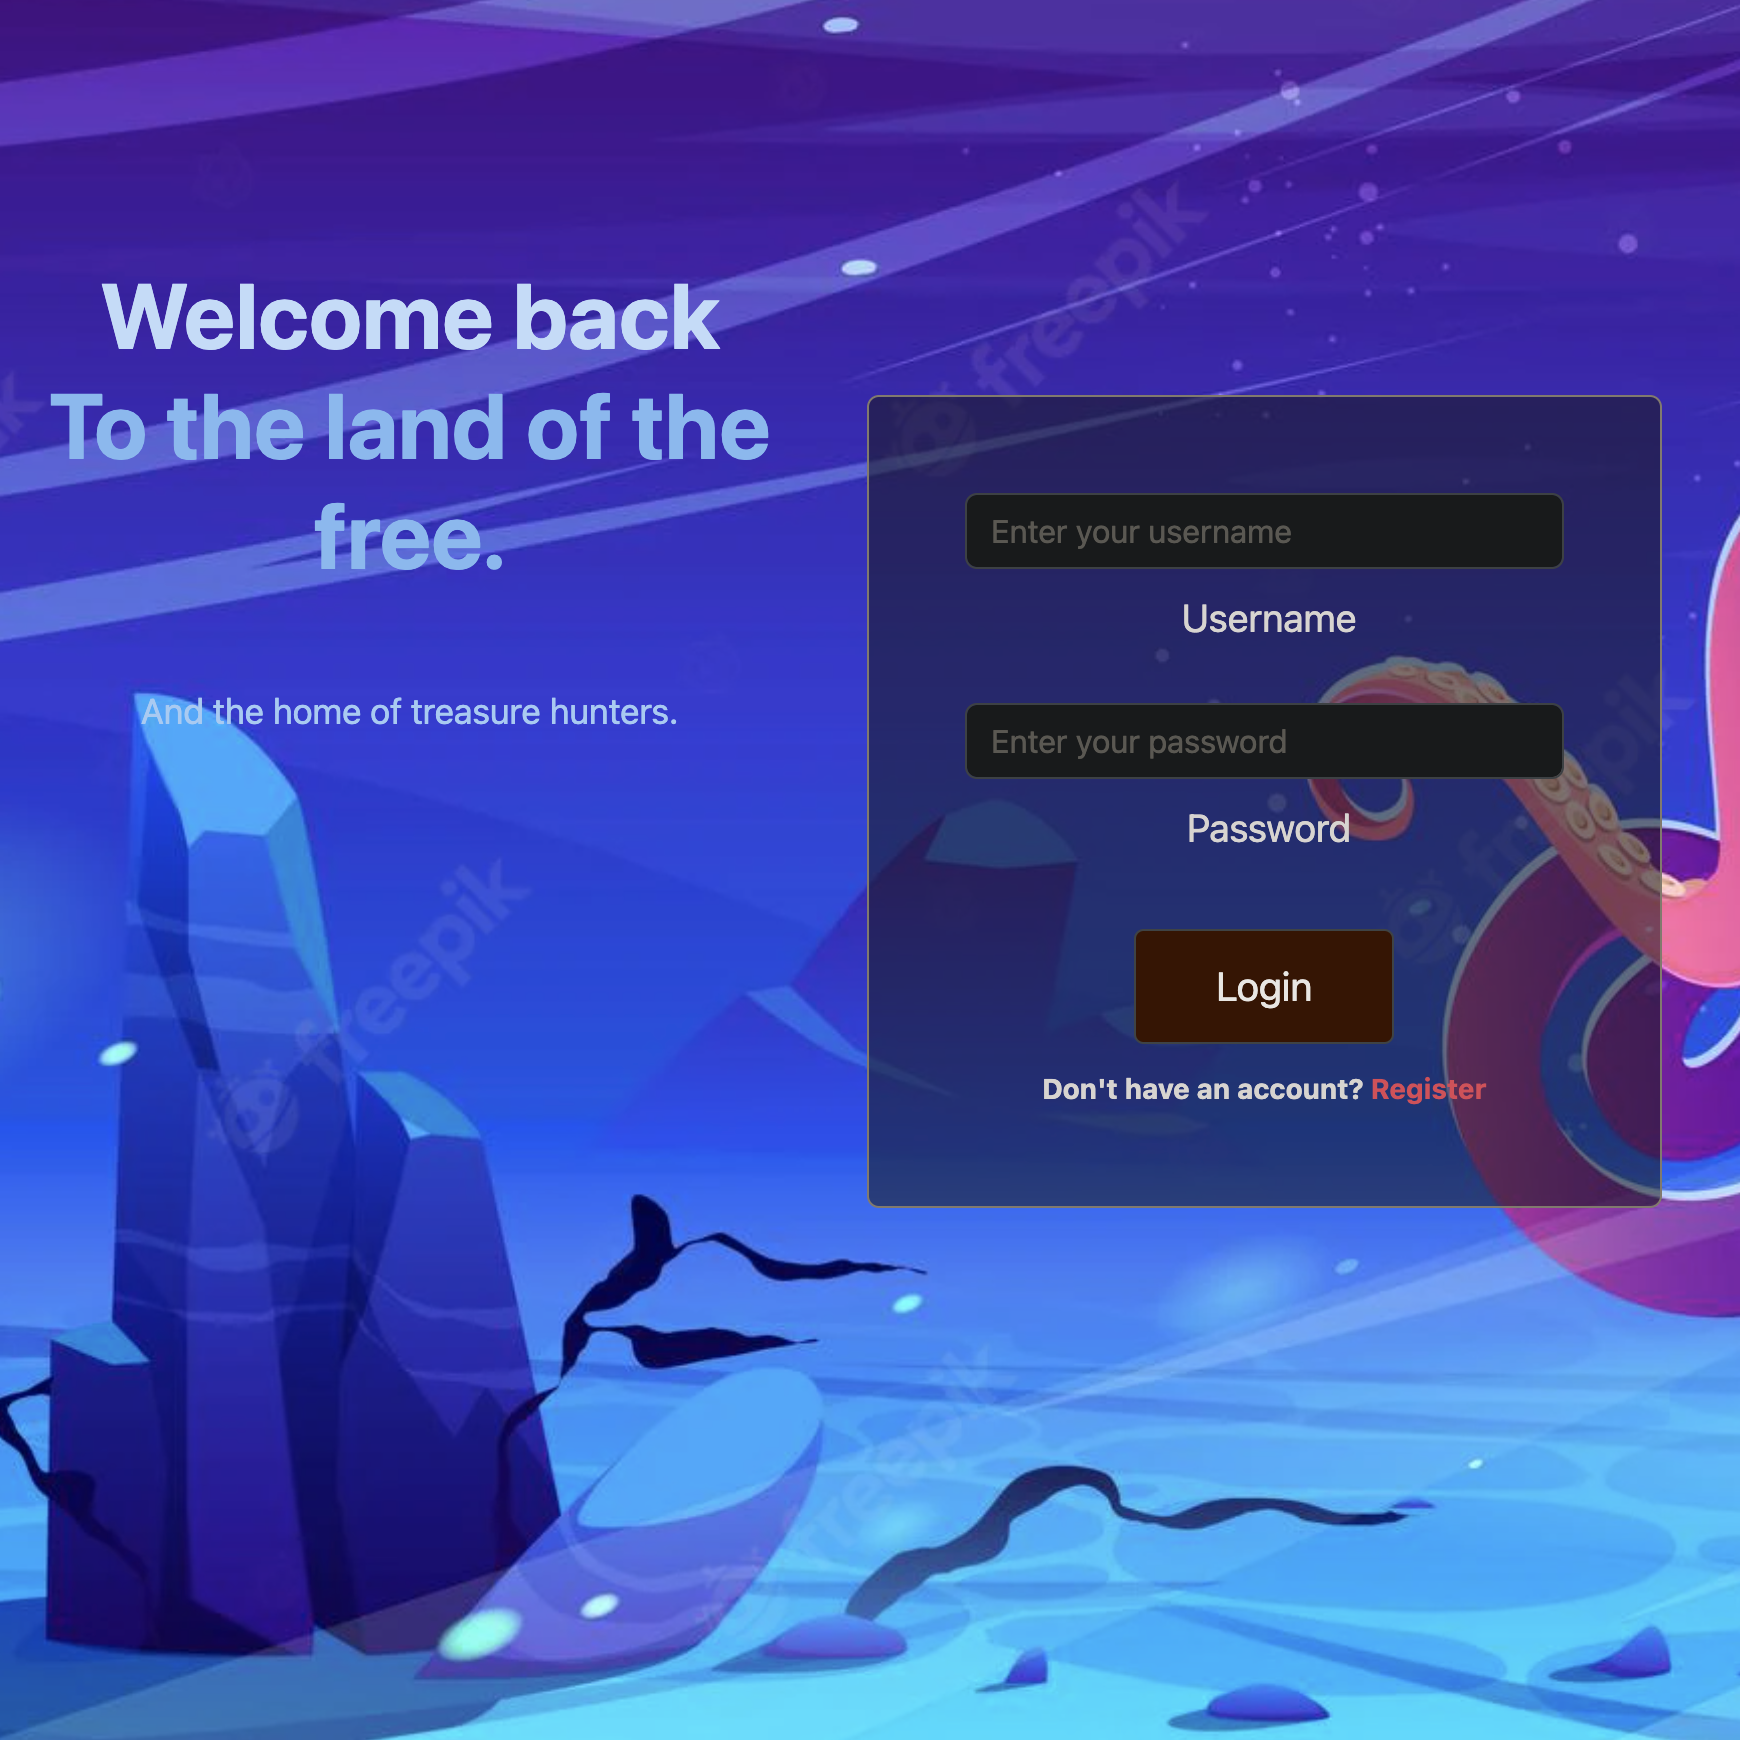 Welcome back
To the land of the
free.
And the home of treasure hunters.
Enter your username
Username
Enter your password
Password
Login
Don't have an account? Register
freepik
freepik
freepik
freepik